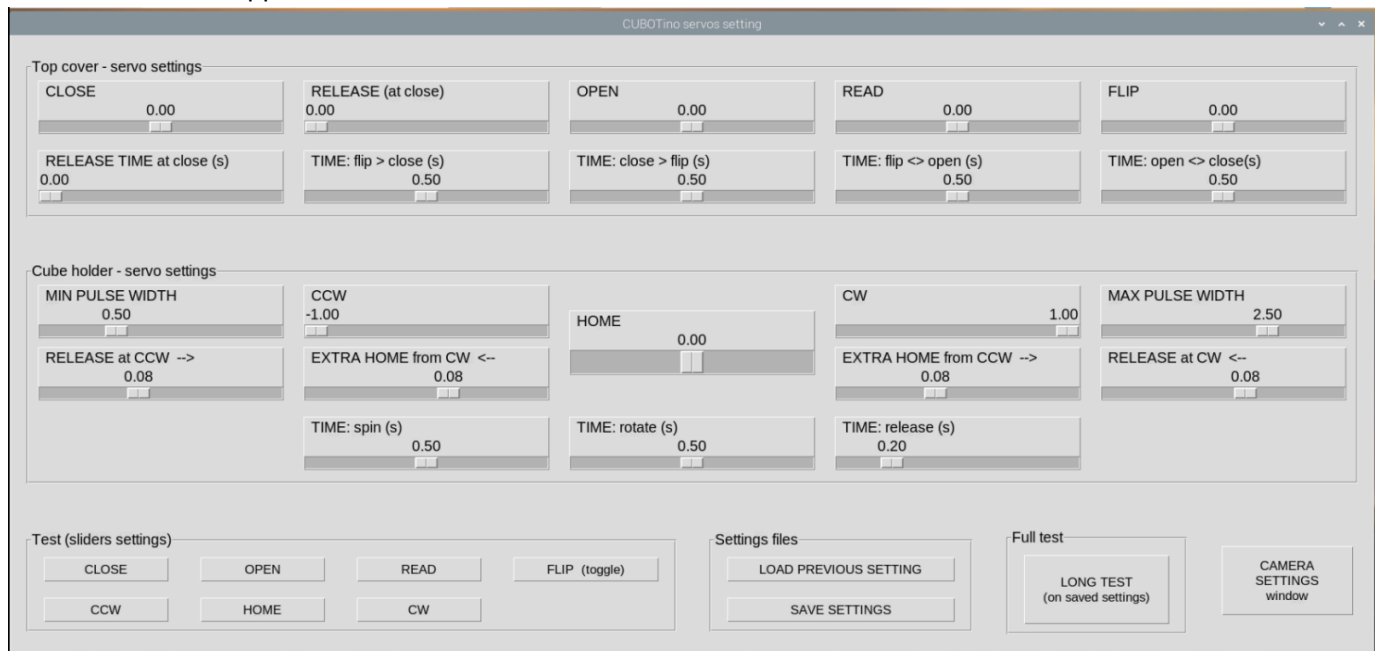 CUBOTino servos setting
Top cover - servo settings
CLOSE
0.00
RELEASE (at close)
0.00
OPEN
0.00
READ
0.00
FLIP
0.00
RELEASE TIME at close (s)
0.00
TIME: flip > close (s)
0.50
TIME: close > flip (s)
0.50
TIME: flip <> open (s)
0.50
TIME: open <> close(s)
0.50
Cube holder - servo settings
MIN PULSE WIDTH
0.50
CCW
-1.00
HOME
0.00
CW
1.00
MAX PULSE WIDTH
2.50
RELEASE at CCW -->
0.08
EXTRA HOME from CW <--
0.08
EXTRA HOME from CCW -->
0.08
RELEASE at CW <--
0.08
TIME: spin (s)
0.50
TIME: rotate (s)
0.50
TIME: release (s)
0.20
Test (sliders settings)
CLOSE
OPEN
READ
FLIP (toggle)
CCW
HOME
CW
Settings files
LOAD PREVIOUS SETTING
SAVE SETTINGS
Full test
LONG TEST
(on saved settings)
CAMERA
SETTINGS
window